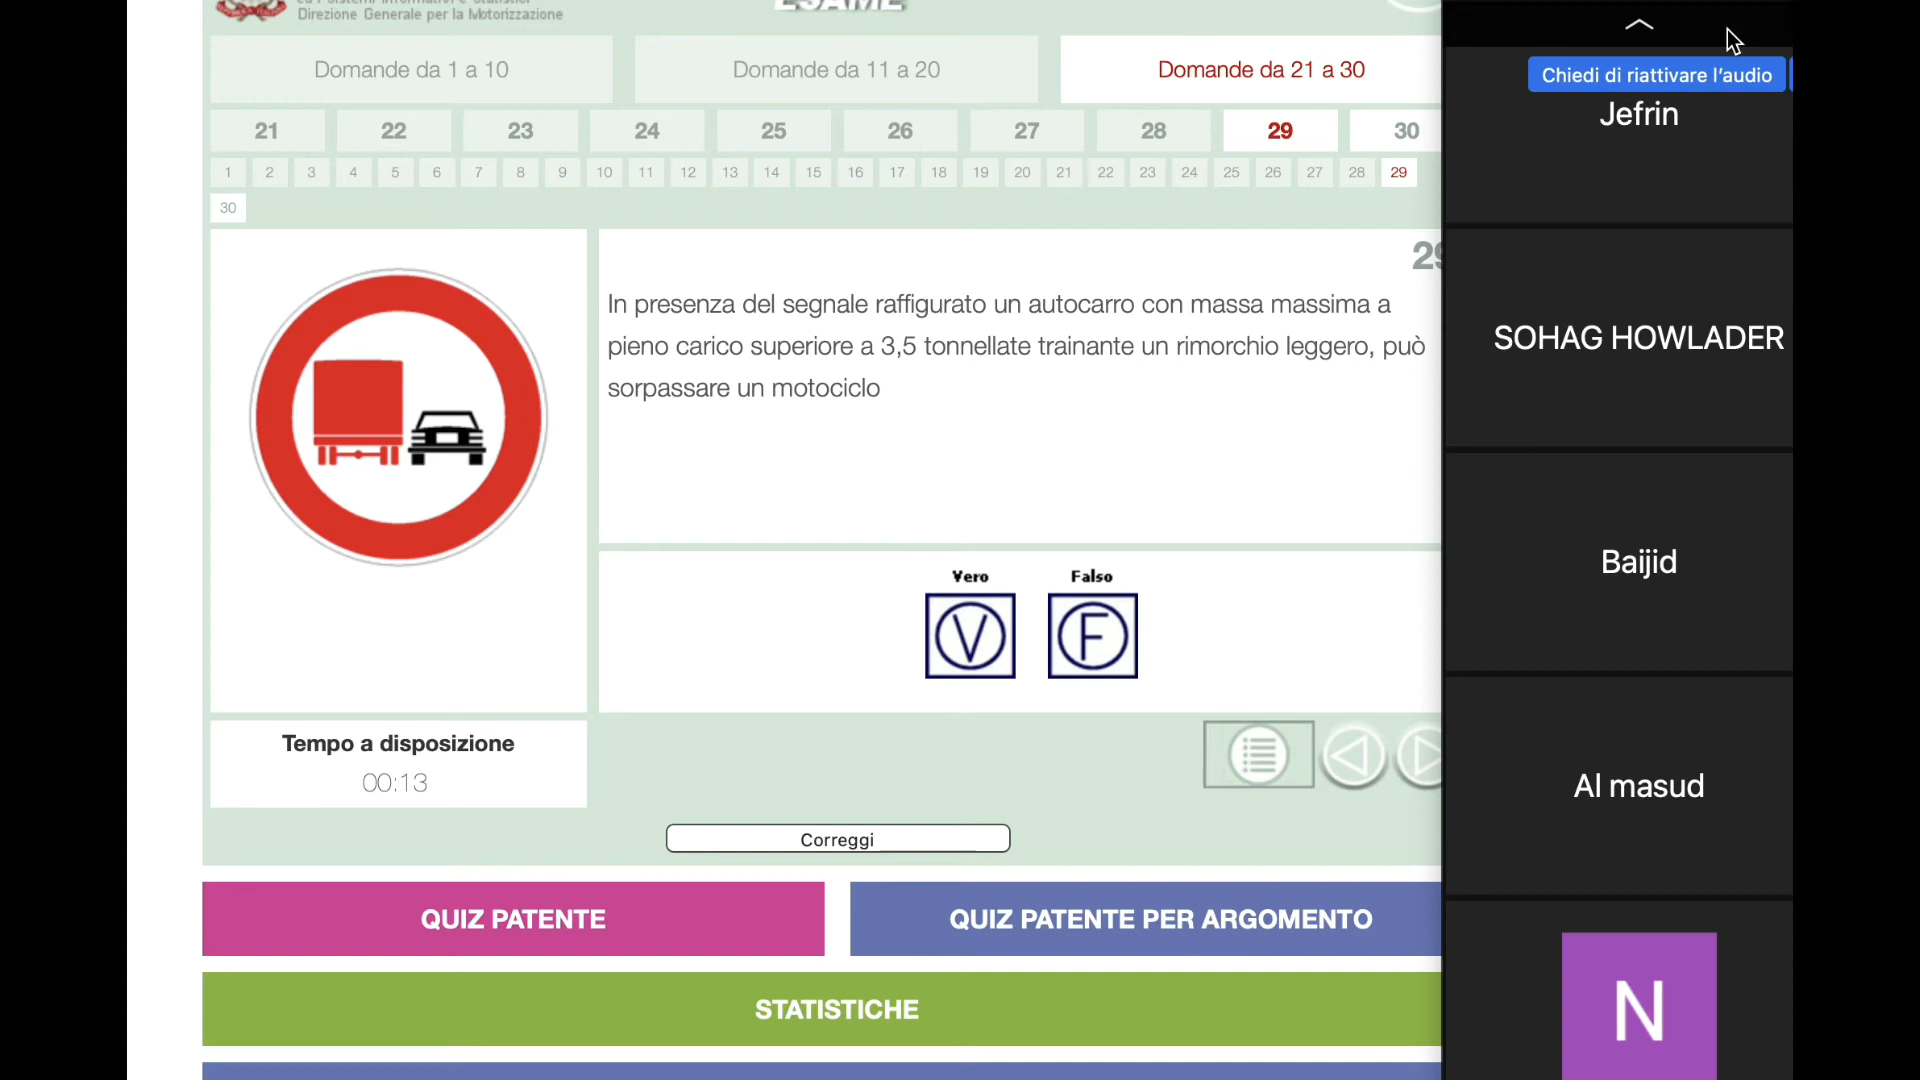 Direzione Generale per la Motorizzazione
ESAME
Domande da 1 a 10
Domande da 11 a 20
Domande da 21 a 30
21 22 23 24 25 26 27 28 29 30
1 2 3 4 5 6 7 8 9 10 11 12 13 14 15 16 17 18 19 20 21 22 23 24 25 26 27 28 29
30
29
In presenza del segnale raffigurato un autocarro con massa massima a
pieno carico superiore a 3,5 tonnellate trainante un rimorchio leggero, può
sorpassare un motociclo
Vero Falso
V F
Tempo a disposizione
00:13
Correggi
QUIZ PATENTE
QUIZ PATENTE PER ARGOMENTO
STATISTICHE
Chiedi di riattivare l'audio
Jefrin
SOHAG HOWLADER
Baijid
Al masud
N